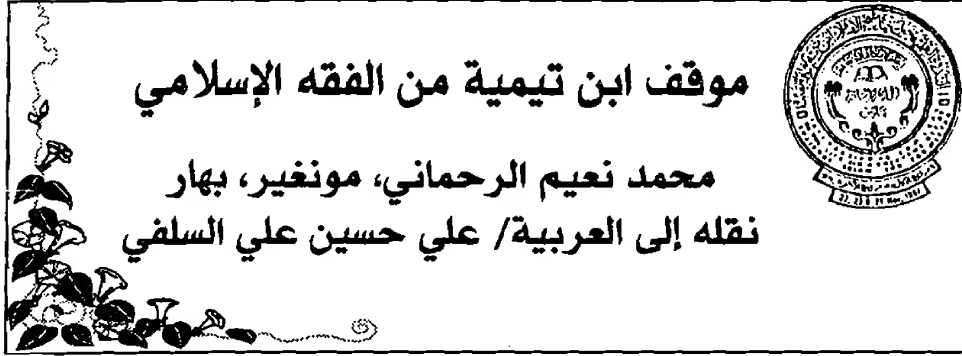 موقف ابن تيمية من الفقه الإسلامي
محمد نعيم الرحماني، مونغير، بهار
نقله إلى العربية/ علي حسين علي السلفي